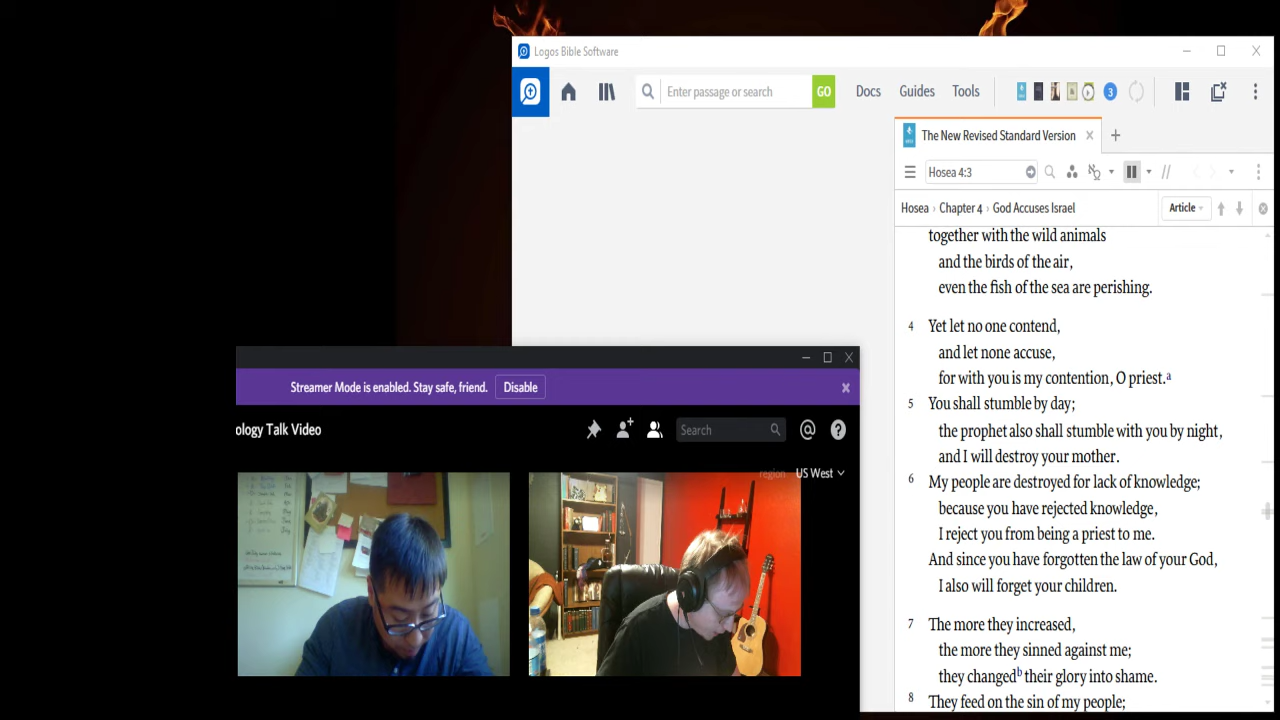 Logos Bible Software
Enter passage or search
GO
Docs
Guides
Tools
3
The New Revised Standard Version
Hosea 4:3
Hosea › Chapter 4 › God Accuses Israel
Article
together with the wild animals
and the birds of the air,
even the fish of the sea are perishing.
4 Yet let no one contend,
and let none accuse,
for with you is my contention, O priest.a
5 You shall stumble by day;
the prophet also shall stumble with you by night,
and I will destroy your mother.
6 My people are destroyed for lack of knowledge;
because you have rejected knowledge,
I reject you from being a priest to me.
And since you have forgotten the law of your God,
I also will forget your children.
7 The more they increased,
the more they sinned against me;
they changedb their glory into shame.
8 They feed on the sin of my people;
Streamer Mode is enabled. Stay safe, friend.
Disable
ology Talk Video
Search
region
US West